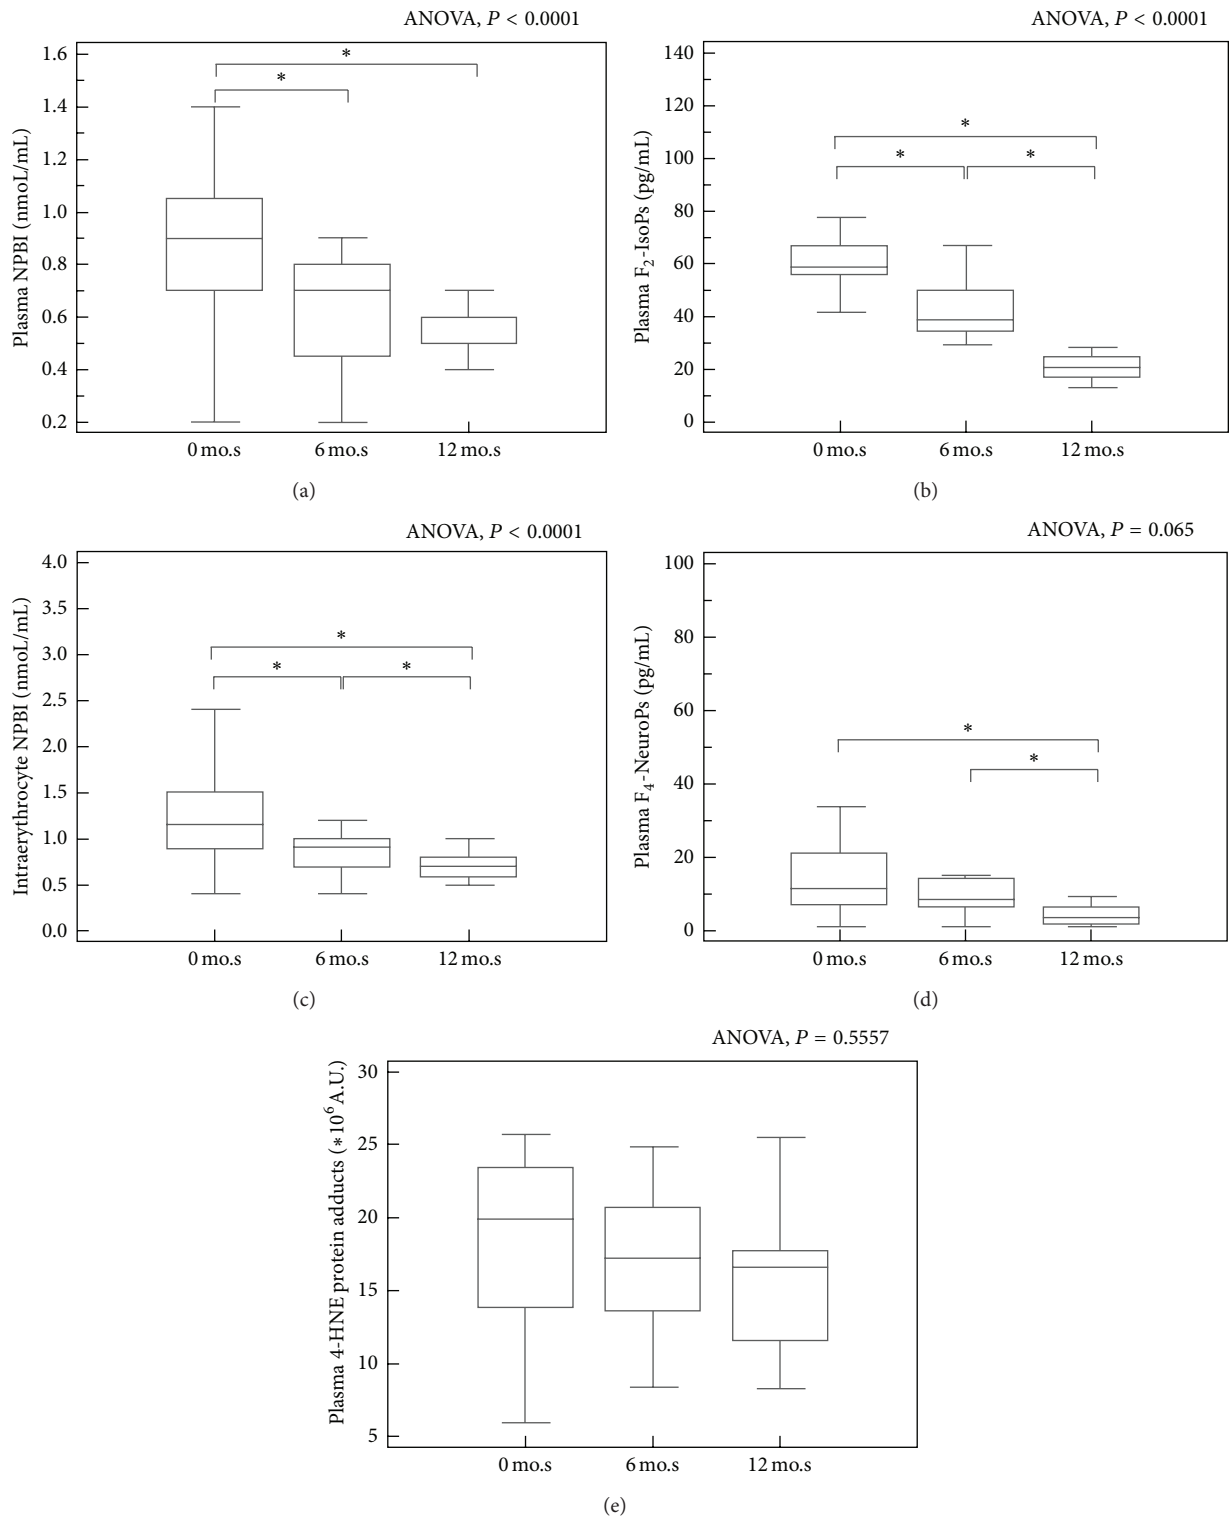 ANOVA, P < 0.0001
Plasma NPBI (nmoL/mL)
1.6
1.4
1.2
1.0
0.8
0.6
0.4
0.2
*
*
0 mo.s 6 mo.s 12 mo.s
(a)
ANOVA, P < 0.0001
Plasma F2-IsoPs (pg/mL)
140
120
100
80
60
40
20
0
*
* *
0 mo.s 6 mo.s 12 mo.s
(b)
ANOVA, P < 0.0001
Intraerythrocyte NPBI (nmoL/mL)
4.0
3.5
3.0
2.5
2.0
1.5
1.0
0.5
0.0
*
* *
0 mo.s 6 mo.s 12 mo.s
(c)
ANOVA, P = 0.065
Plasma F4-NeuroPs (pg/mL)
100
80
60
40
20
0
*
*
0 mo.s 6 mo.s 12 mo.s
(d)
ANOVA, P = 0.5557
Plasma 4-HNE protein adducts (∗10⁶ A.U.)
30
25
20
15
10
5
0 mo.s 6 mo.s 12 mo.s
(e)